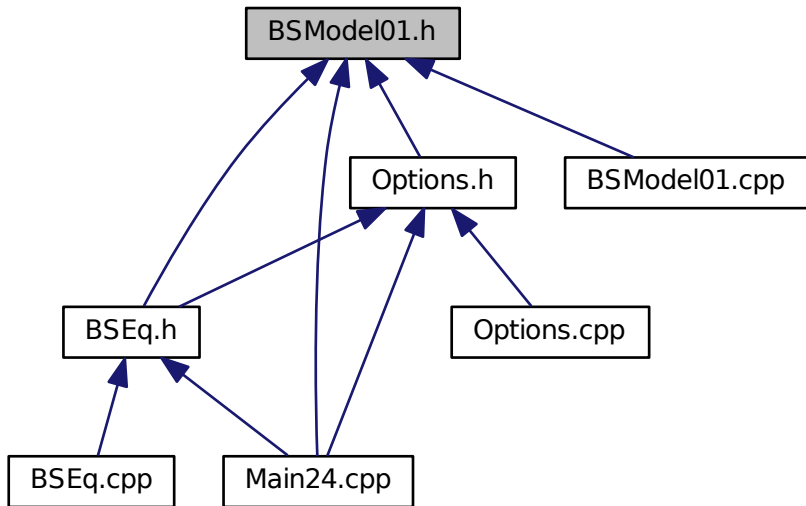 BSModel01.h
Options.h
BSModel01.cpp
BSEq.h
Options.cpp
BSEq.cpp
Main24.cpp